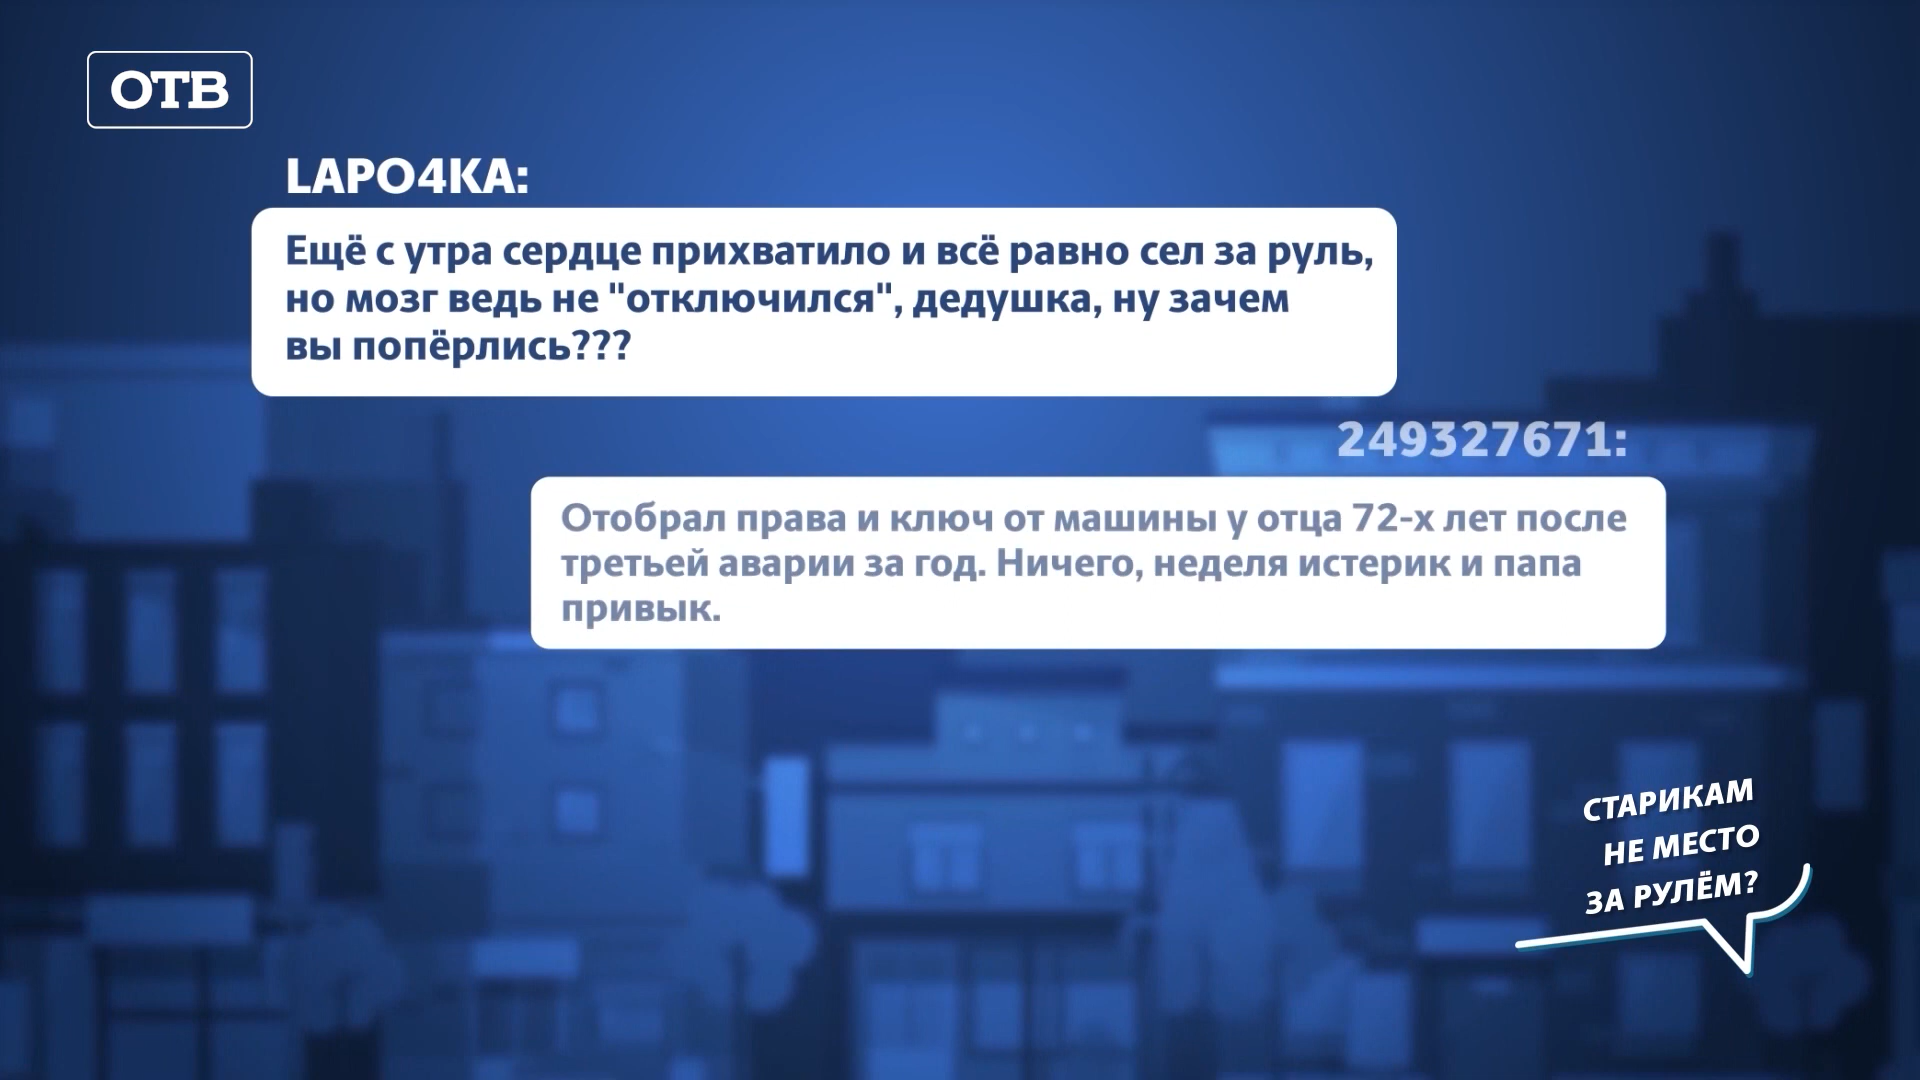 ОТВ
LAPO4KA:
Ещё с утра сердце прихватило и всё равно сел за руль,
но мозг ведь не "отключился", дедушка, ну зачем
вы попёрлись???
249327671:
Отобрал права и ключ от машины у отца 72-х лет после
третьей аварии за год. Ничего, неделя истерик и папа
привык.
СТАРИКАМ
НЕ МЕСТО
ЗА РУЛЁМ?